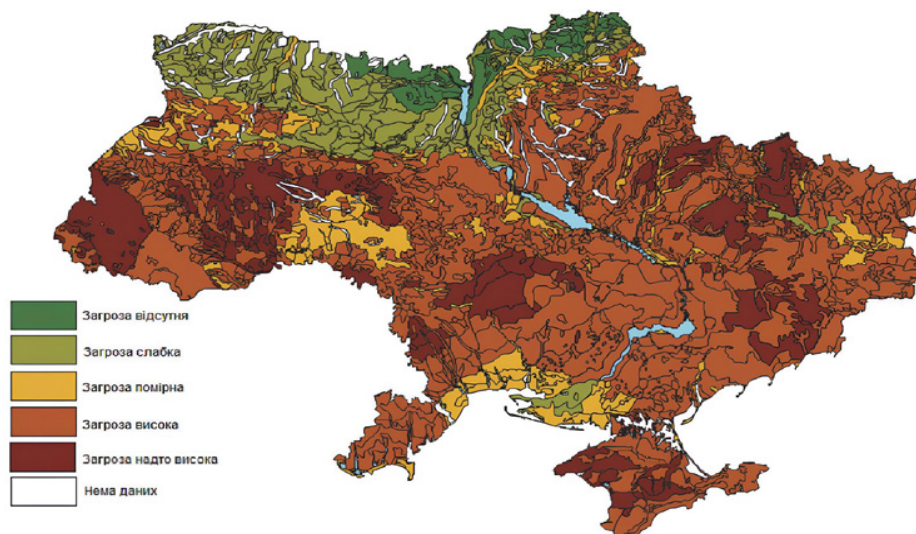 Загроза відсутня
Загроза слабка
Загроза помірна
Загроза висока
Загроза надто висока
Нема даних